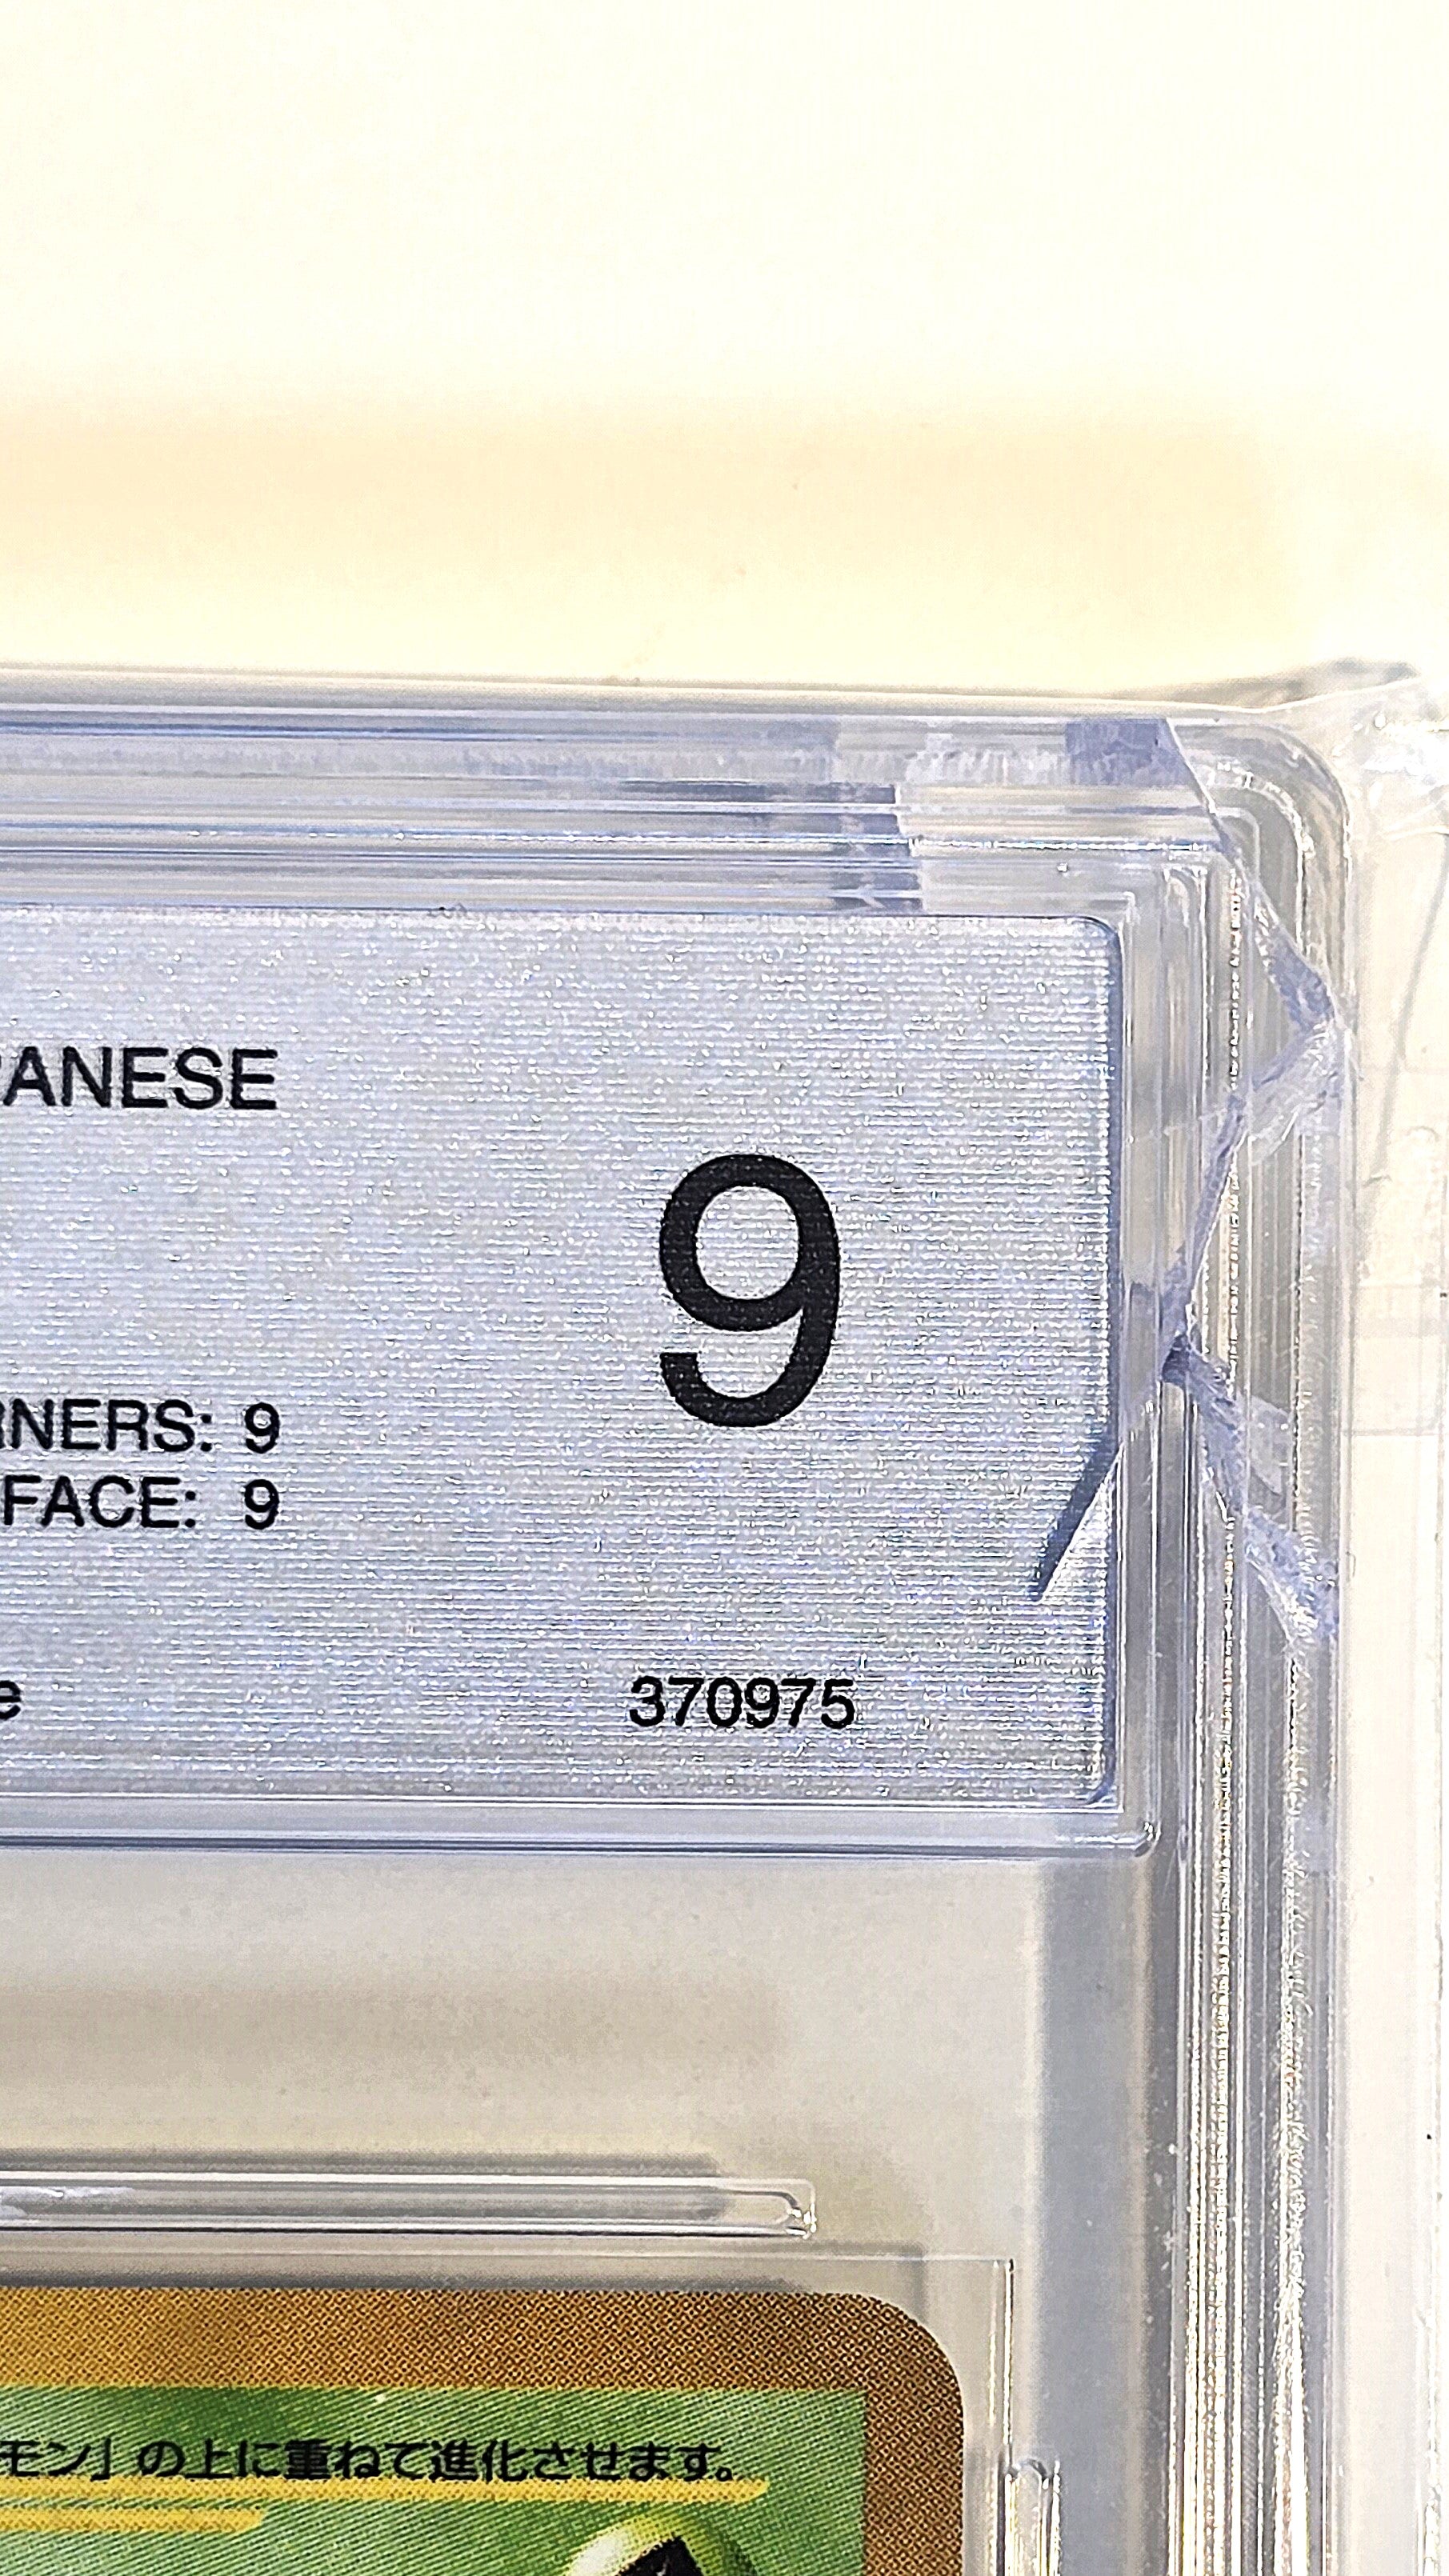 PANESE
9
RNERS: 9
FACE: 9
e
370975
モン」の上に重ねて進化させます。